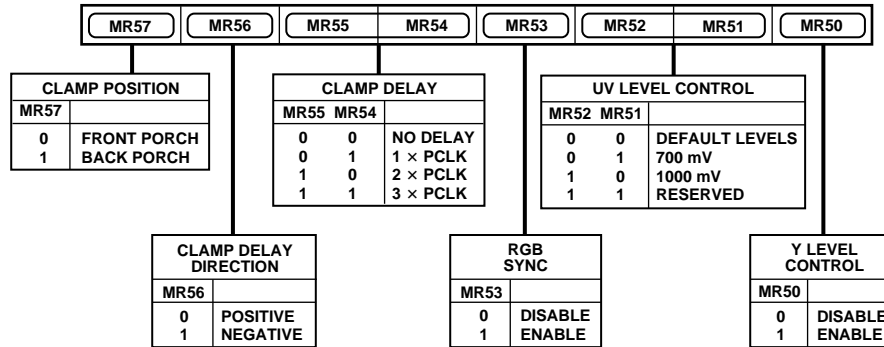 MR57 MR56 MR55 MR54 MR53 MR52 MR51 MR50
CLAMP POSITION
MR57
0 FRONT PORCH
1 BACK PORCH
CLAMP DELAY
MR55 MR54
0 0 NO DELAY
0 1 1 × PCLK
1 0 2 × PCLK
1 1 3 × PCLK
UV LEVEL CONTROL
MR52 MR51
0 0 DEFAULT LEVELS
0 1 700 mV
1 0 1000 mV
1 1 RESERVED
CLAMP DELAY
DIRECTION
MR56
0 POSITIVE
1 NEGATIVE
RGB
SYNC
MR53
0 DISABLE
1 ENABLE
Y LEVEL
CONTROL
MR50
0 DISABLE
1 ENABLE